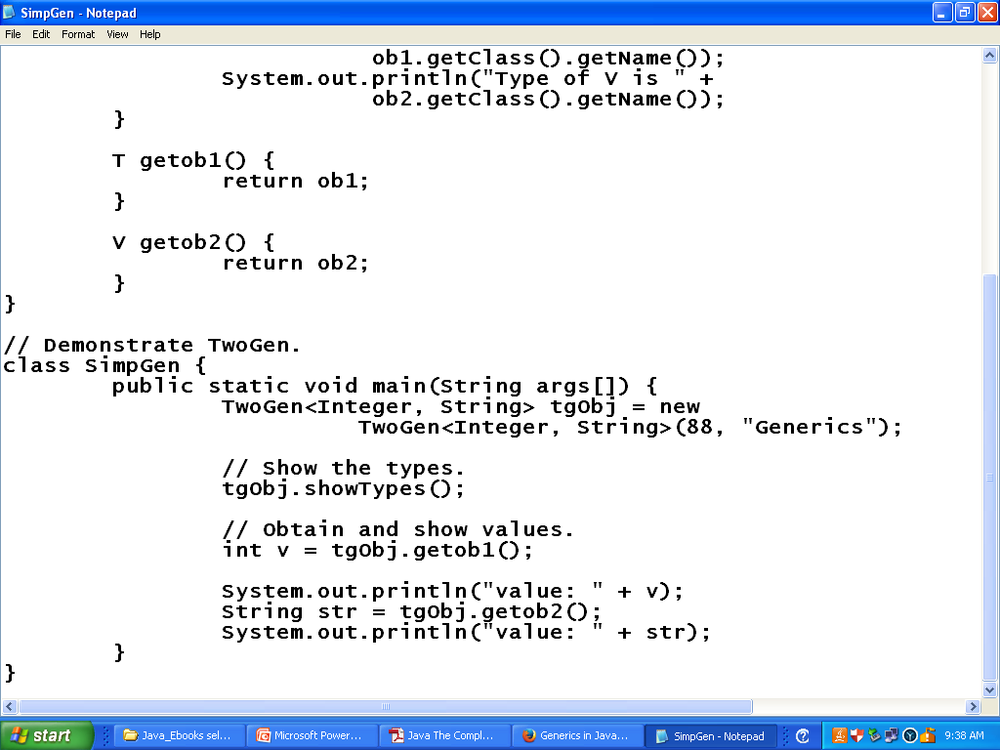 SimpGen - Notepad
File Edit Format View Help
ob1.getClass().getName());
System.out.println("Type of V is " +
ob2.getClass().getName());
}
T getob1() {
return ob1;
}
V getob2() {
return ob2;
}
}
// Demonstrate TwoGen.
class SimpGen {
public static void main(String args[]) {
TwoGen<Integer, String> tgObj = new
TwoGen<Integer, String>(88, "Generics");
// Show the types.
tgObj.showTypes();
// Obtain and show values.
int v = tgObj.getob1();
System.out.println("value: " + v);
String str = tgObj.getob2();
System.out.println("value: " + str);
}
}
start Java_Ebooks sel... Microsoft Power... Java The Compl... Generics in Java... SimpGen - Notepad 9:38 AM